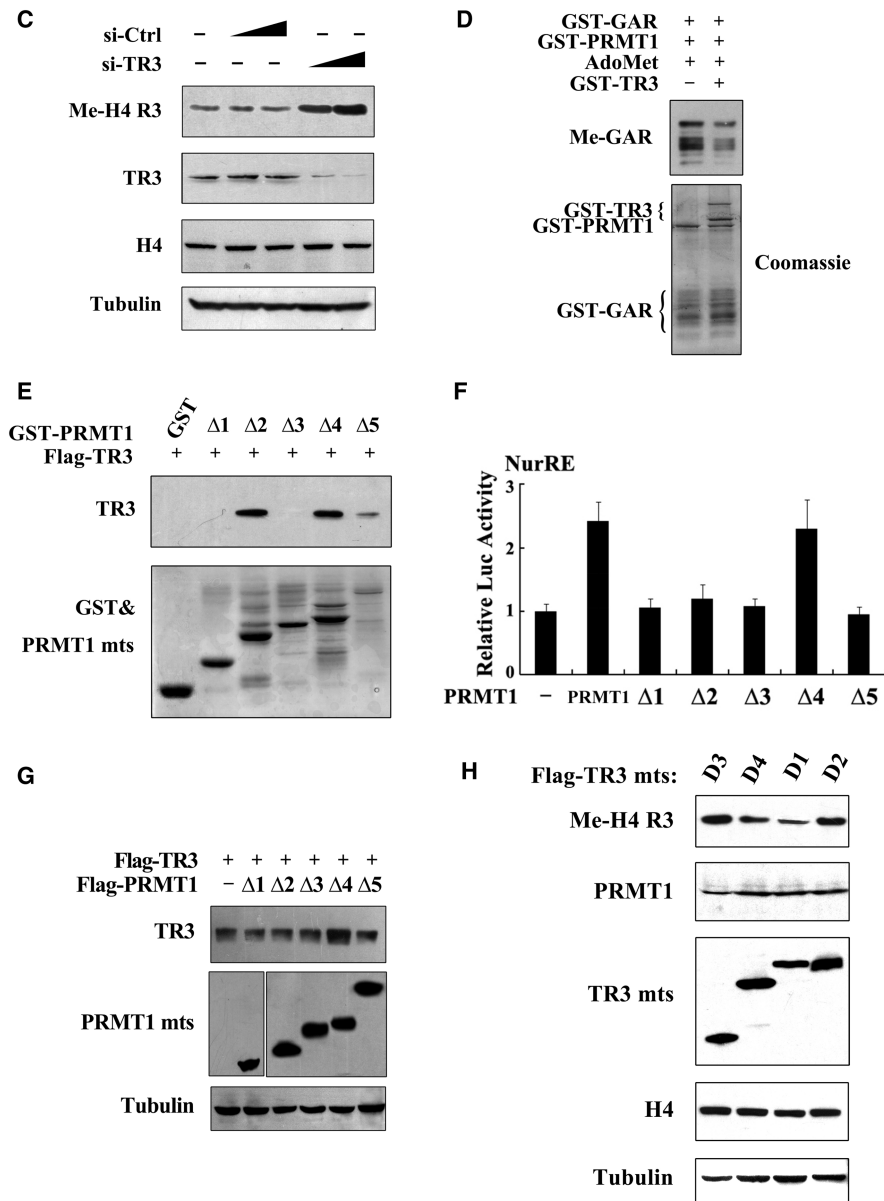 C
si-Ctrl – – –
si-TR3 – – –
Me-H4 R3
TR3
H4
Tubulin
D
GST-GAR + +
GST-PRMT1 + +
AdoMet + +
GST-TR3 – +
Me-GAR
GST-TR3 {
GST-PRMT1
Coomassie
GST-GAR {
E
GST-PRMT1 GST Δ1 Δ2 Δ3 Δ4 Δ5
Flag-TR3 + + + + + +
TR3
GST&
PRMT1 mts
F
NurRE
Relative Luc Activity
3
2
1
0
PRMT1 – PRMT1 Δ1 Δ2 Δ3 Δ4 Δ5
G
Flag-TR3 + + + + + +
Flag-PRMT1 – Δ1 Δ2 Δ3 Δ4 Δ5
TR3
PRMT1 mts
Tubulin
H
Flag-TR3 mts: D3 D4 D1 D2
Me-H4 R3
PRMT1
TR3 mts
H4
Tubulin